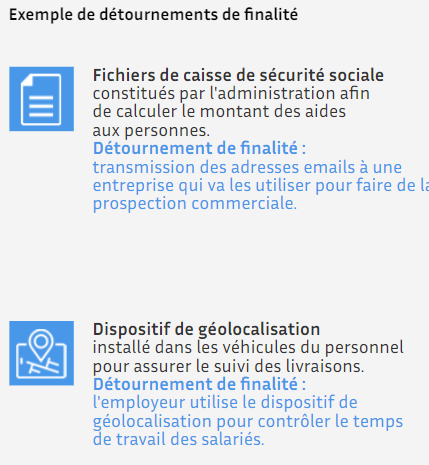 Exemple de détournements de finalité
Fichiers de caisse de sécurité sociale
constitués par l'administration afin
de calculer le montant des aides
aux personnes.
Détournement de finalité :
transmission des adresses emails à une
entreprise qui va les utiliser pour faire de la
prospection commerciale.
Dispositif de géolocalisation
installé dans les véhicules du personnel
pour assurer le suivi des livraisons.
Détournement de finalité :
l'employeur utilise le dispositif de
géolocalisation pour contrôler le temps
de travail des salariés.